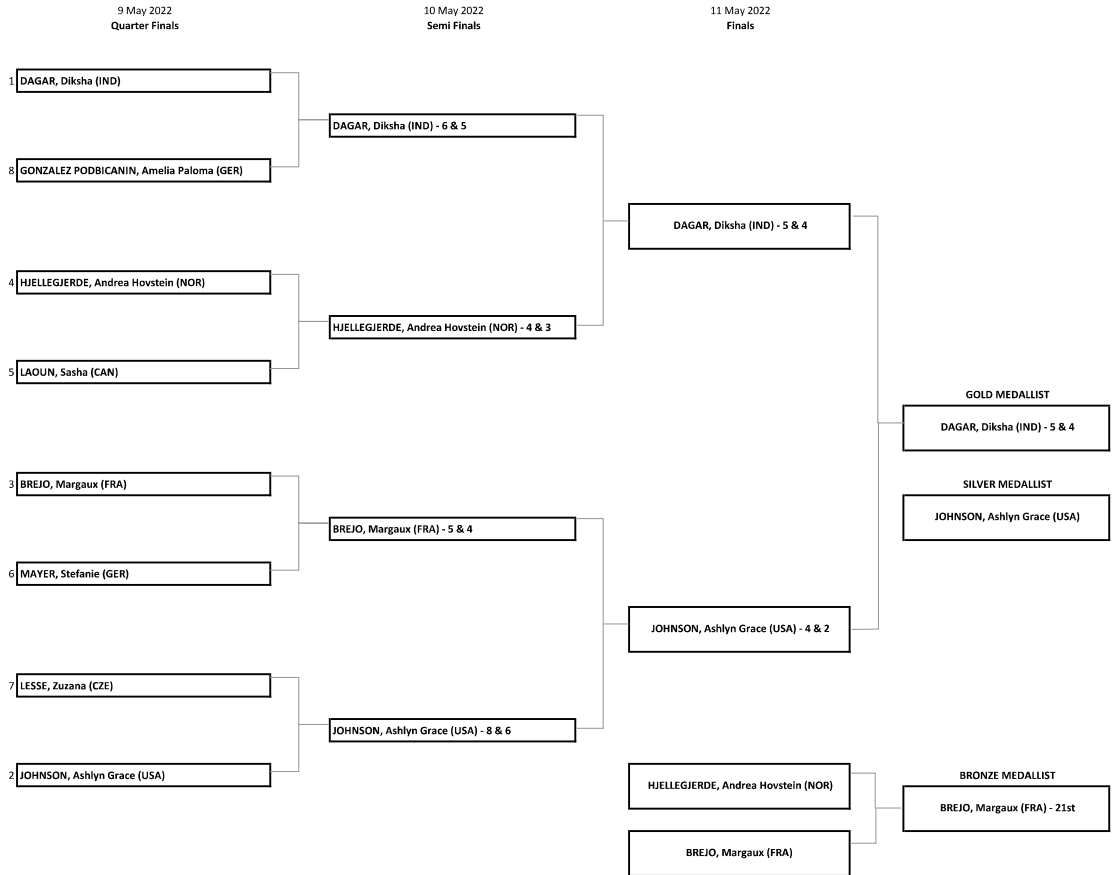 9 May 2022
Quarter Finals
10 May 2022
Semi Finals
11 May 2022
Finals
1 DAGAR, Diksha (IND)
DAGAR, Diksha (IND) - 6 & 5
8 GONZALEZ PODBICANIN, Amelia Paloma (GER)
DAGAR, Diksha (IND) - 5 & 4
4 HJELLEGJERDE, Andrea Hovstein (NOR)
HJELLEGJERDE, Andrea Hovstein (NOR) - 4 & 3
5 LAOUN, Sasha (CAN)
GOLD MEDALLIST
DAGAR, Diksha (IND) - 5 & 4
SILVER MEDALLIST
3 BREJO, Margaux (FRA)
JOHNSON, Ashlyn Grace (USA)
BREJO, Margaux (FRA) - 5 & 4
6 MAYER, Stefanie (GER)
JOHNSON, Ashlyn Grace (USA) - 4 & 2
7 LESSE, Zuzana (CZE)
JOHNSON, Ashlyn Grace (USA) - 8 & 6
2 JOHNSON, Ashlyn Grace (USA)
HJELLEGJERDE, Andrea Hovstein (NOR)
BRONZE MEDALLIST
BREJO, Margaux (FRA) - 21st
BREJO, Margaux (FRA)